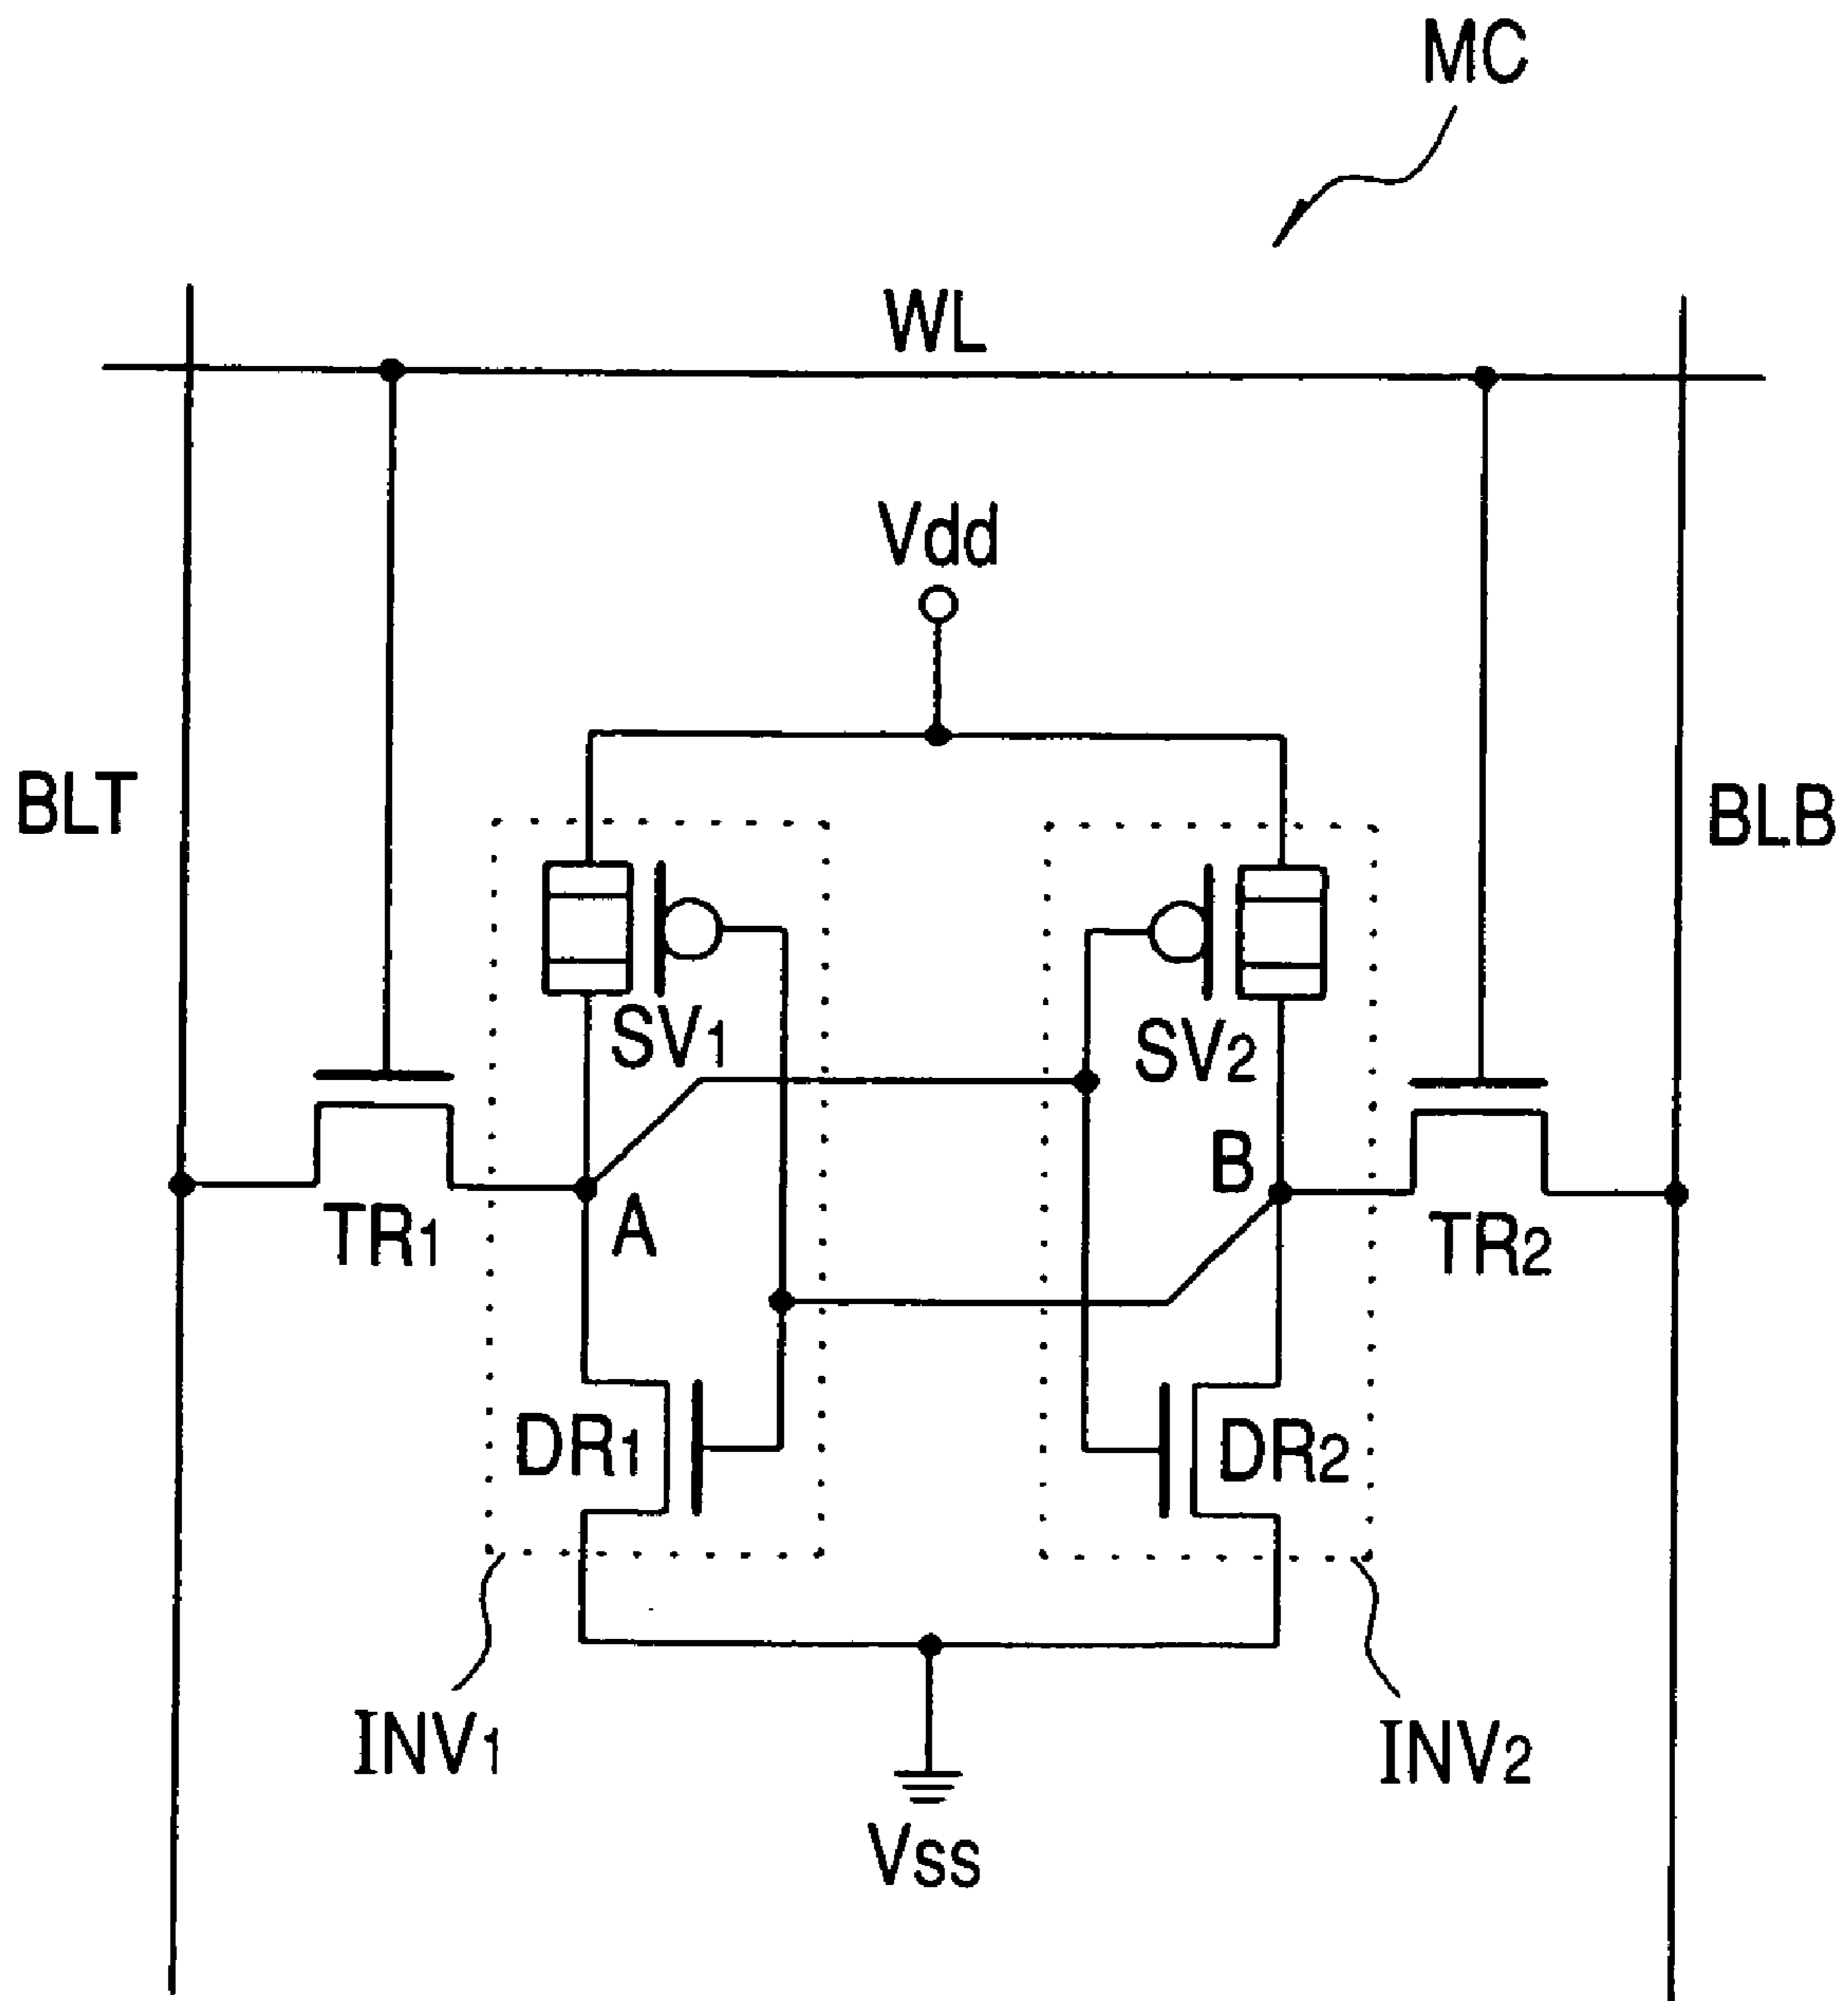 MC
WL
Vdd
BLT
BLB
SV1
SV2
B
A
TR1
TR2
DR1
DR2
INV1
INV2
Vss